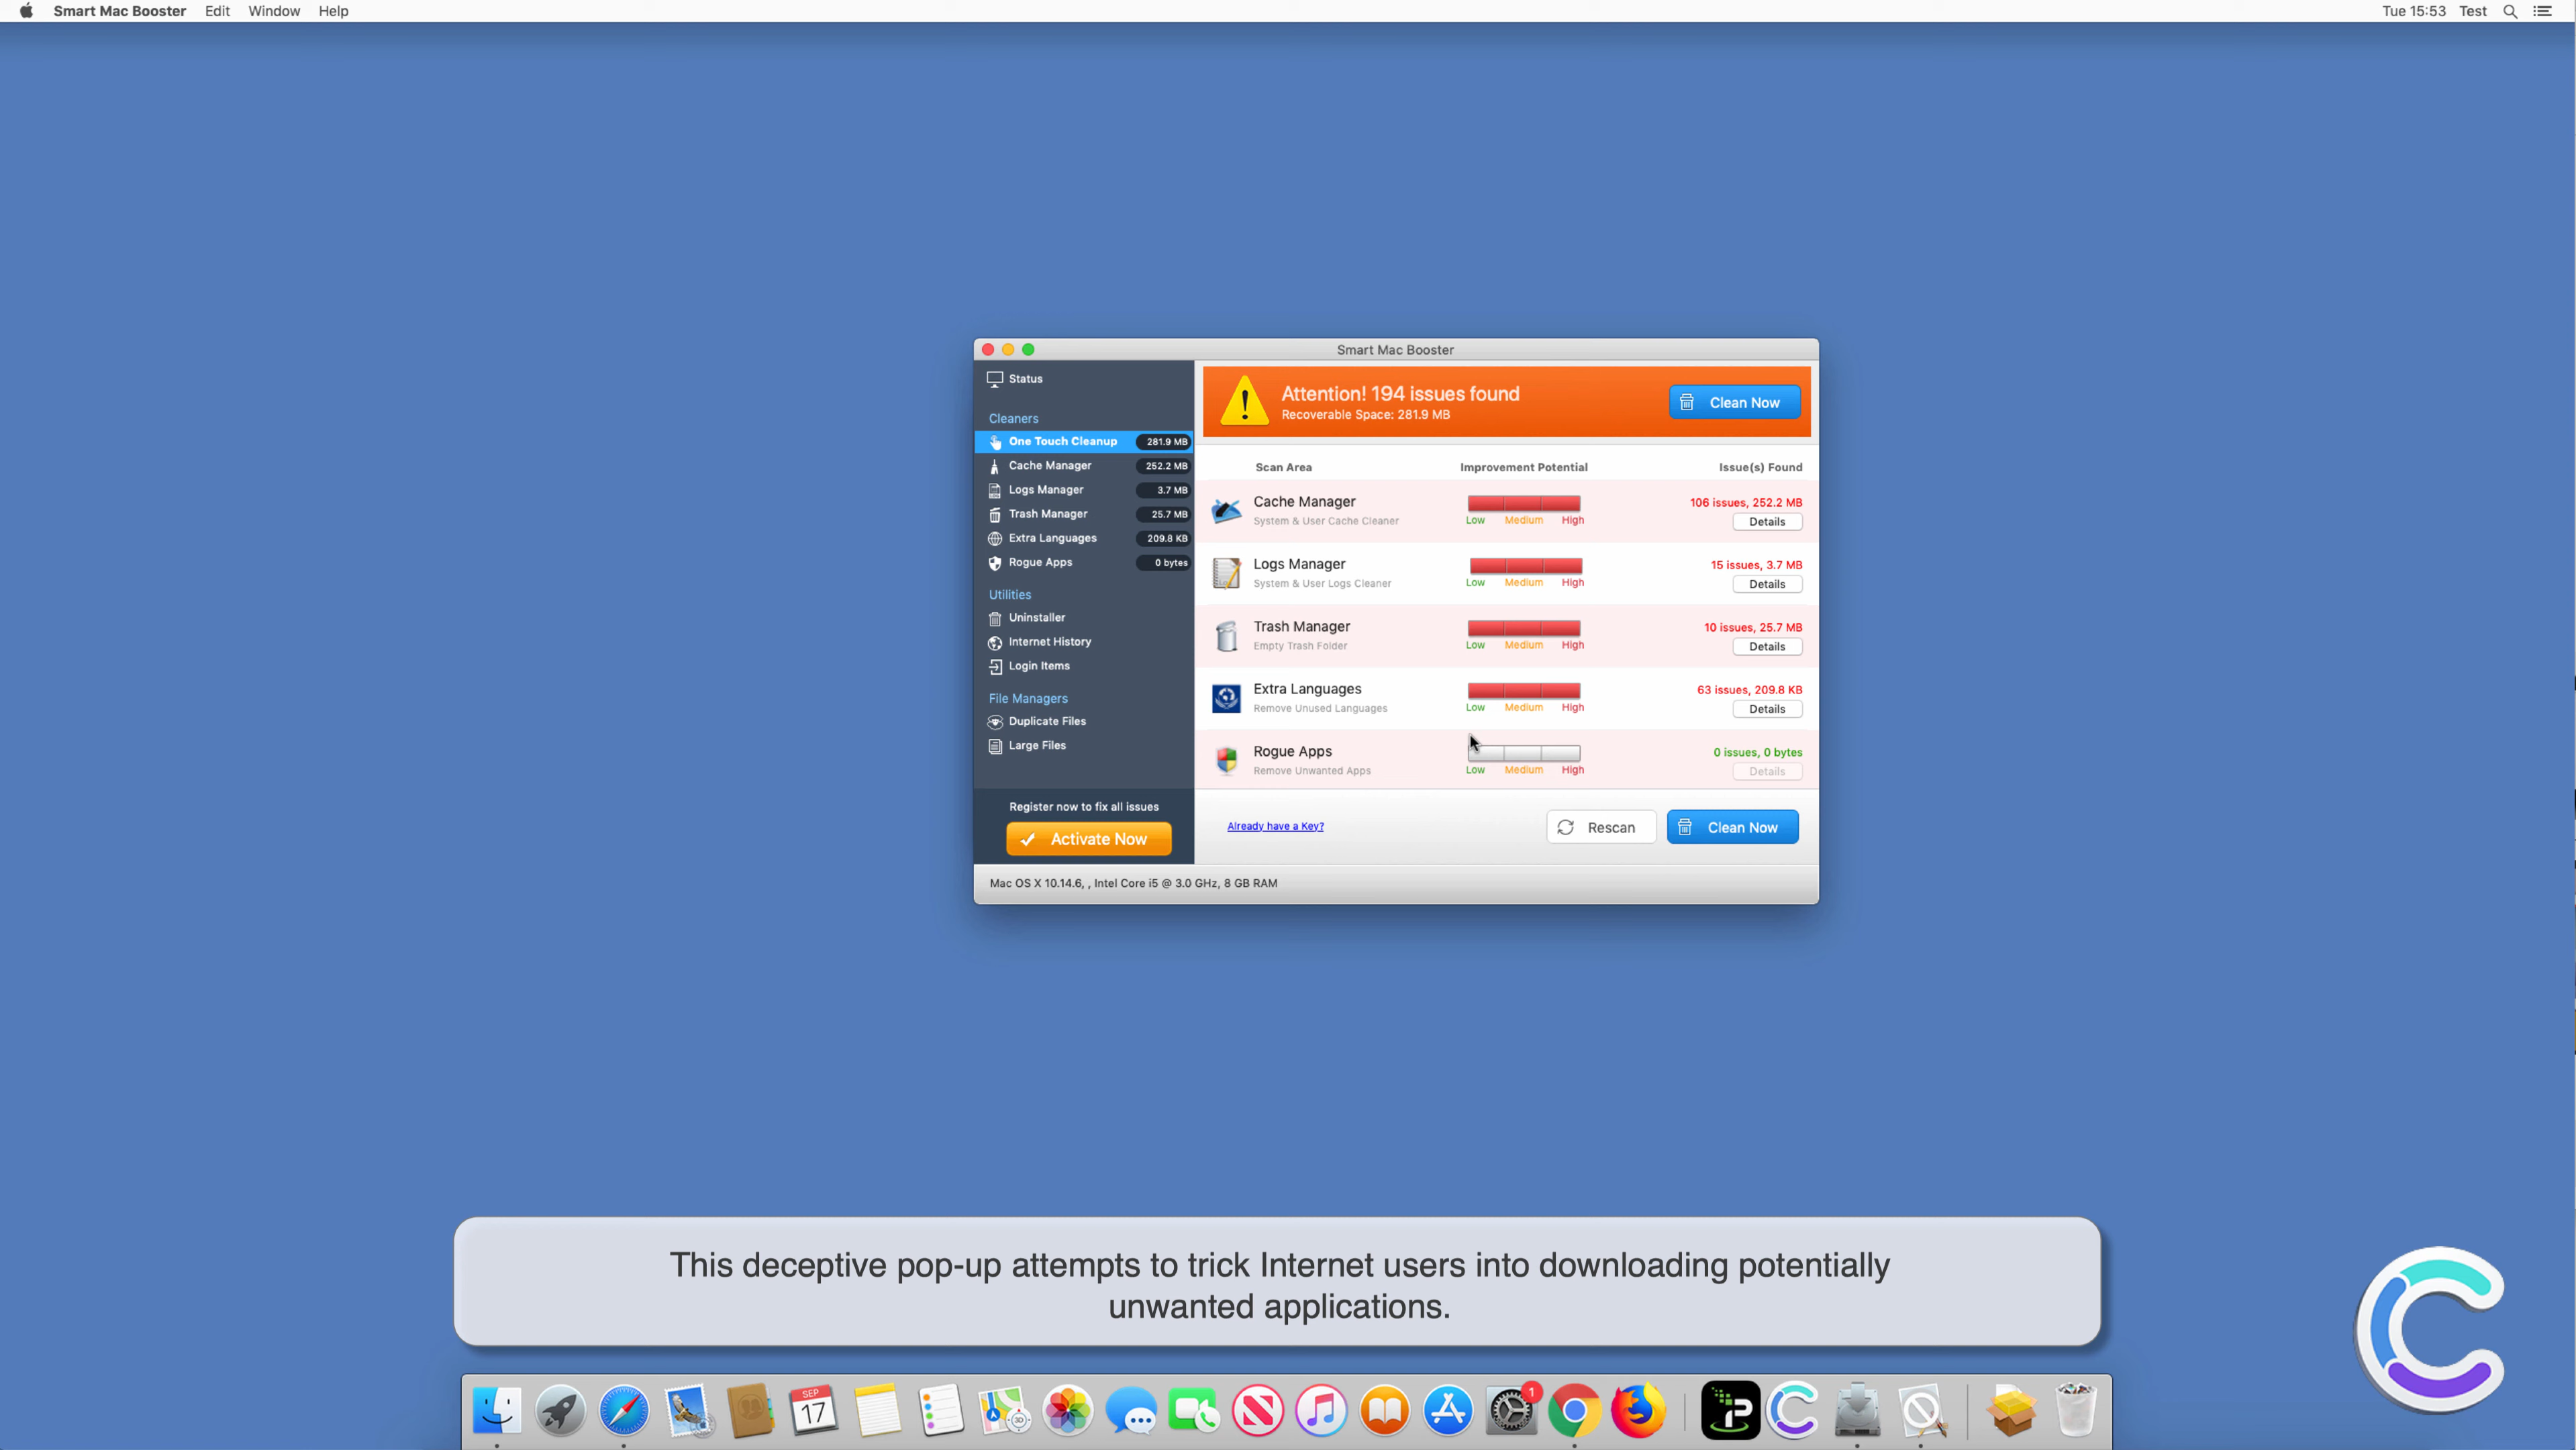 Smart Mac Booster Edit Window Help
Tue 15:53 Test
Smart Mac Booster
Status
Cleaners
One Touch Cleanup 281.9 MB
Cache Manager 252.2 MB
Logs Manager 3.7 MB
Trash Manager 25.7 MB
Extra Languages 209.8 KB
Rogue Apps 0 bytes
Utilities
Uninstaller
Internet History
Login Items
File Managers
Duplicate Files
Large Files
Register now to fix all issues
Activate Now
Attention! 194 issues found
Recoverable Space: 281.9 MB
Clean Now
Scan Area Improvement Potential Issue(s) Found
Cache Manager
System & User Cache Cleaner
Low Medium High
106 issues, 252.2 MB
Details
Logs Manager
System & User Logs Cleaner
Low Medium High
15 issues, 3.7 MB
Details
Trash Manager
Empty Trash Folder
Low Medium High
10 issues, 25.7 MB
Details
Extra Languages
Remove Unused Languages
Low Medium High
63 issues, 209.8 KB
Details
Rogue Apps
Remove Unwanted Apps
Low Medium High
0 issues, 0 bytes
Details
Already have a Key?
Rescan
Clean Now
Mac OS X 10.14.6, , Intel Core i5 @ 3.0 GHz, 8 GB RAM
This deceptive pop-up attempts to trick Internet users into downloading potentially
unwanted applications.
SEP
17
3D
1